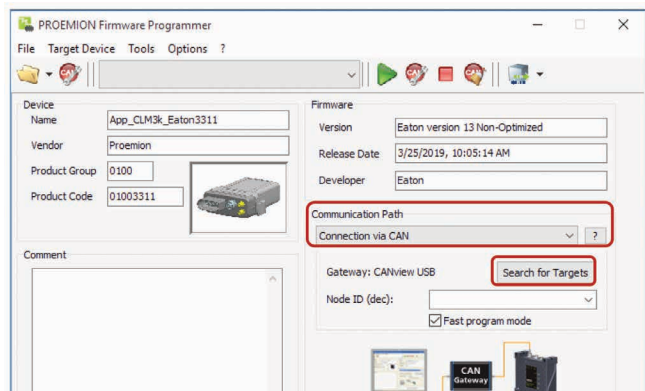 PROEMION Firmware Programmer
File Target Device Tools Options ?
Device
Name App_CLM3k_Eaton3311
Vendor Proemion
Product Group 0100
Product Code 01003311
Comment
Firmware
Version Eaton version 13 Non-Optimized
Release Date 3/25/2019, 10:05:14 AM
Developer Eaton
Communication Path
Connection via CAN ?
Gateway: CANview USB Search for Targets
Node ID (dec):
Fast program mode
CAN
Gateway